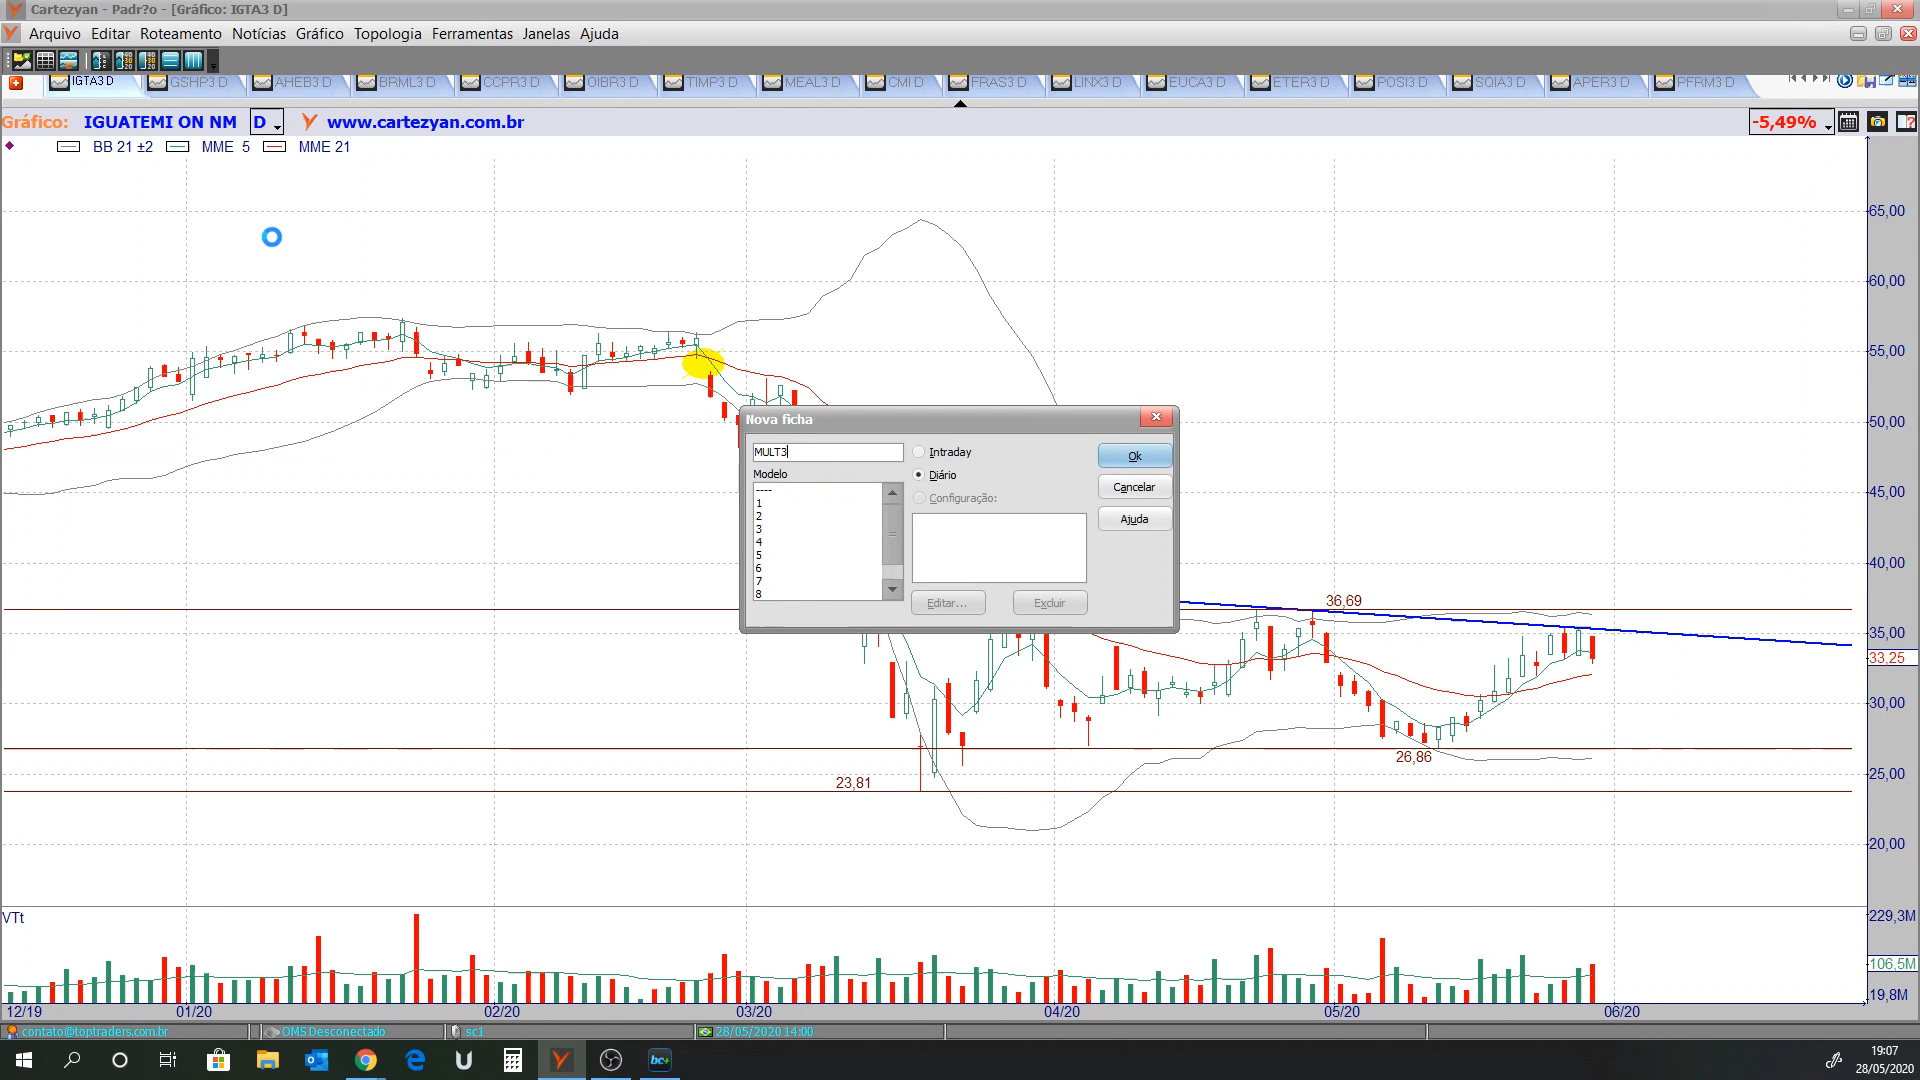 Cartezyan - Padr?o - [Gráfico: IGTA3 D]
Arquivo Editar Roteamento Notícias Gráfico Topologia Ferramentas Janelas Ajuda
IGTA3 D GSHP3 D AHEB3 D BRML3 D CCPR3 D OIBR3 D TIMP3 D MEAL3 D CMI D FRAS3 D LINX3 D EUCA3 D ETER3 D POSI3 D SQIA3 D APER3 D PFRM3 D
Gráfico: IGUATEMI ON NM D www.cartezyan.com.br -5,49%
BB 21 ±2 MME 5 MME 21
65,00
60,00
55,00
50,00
45,00
40,00
35,00
33,25
30,00
25,00
20,00
Nova ficha
MULT3
Intraday
Ok
Modelo
Diário
Cancelar
Configuração:
----
1
2
3
4
5
6
7
8
Ajuda
Editar...
Excluir
36,69
26,86
23,81
VTt
229,3M
106,5M
19,8M
12/19 01/20 02/20 03/20 04/20 05/20 06/20
contato@toptraders.com.br OMS Desconectado sc1 28/05/2020 14:00
bc+
19:07
28/05/2020